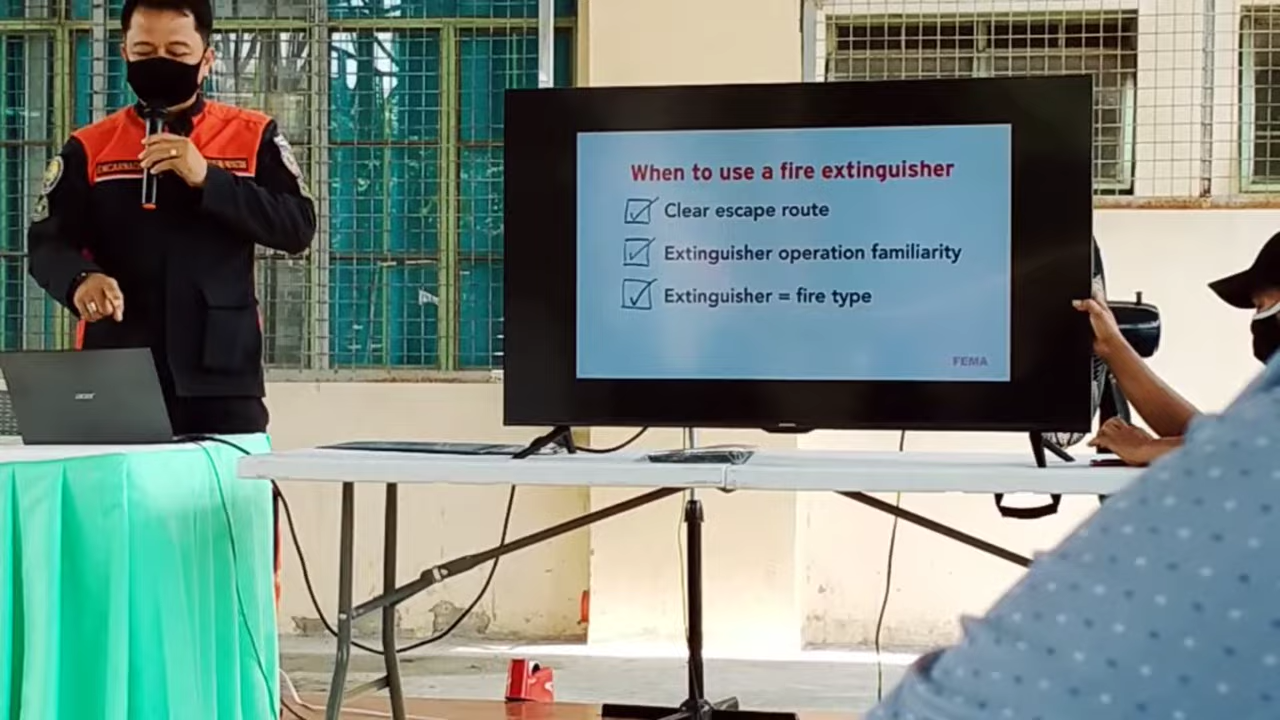 When to use a fire extinguisher
Clear escape route
Extinguisher operation familiarity
Extinguisher = fire type
FEMA
acer